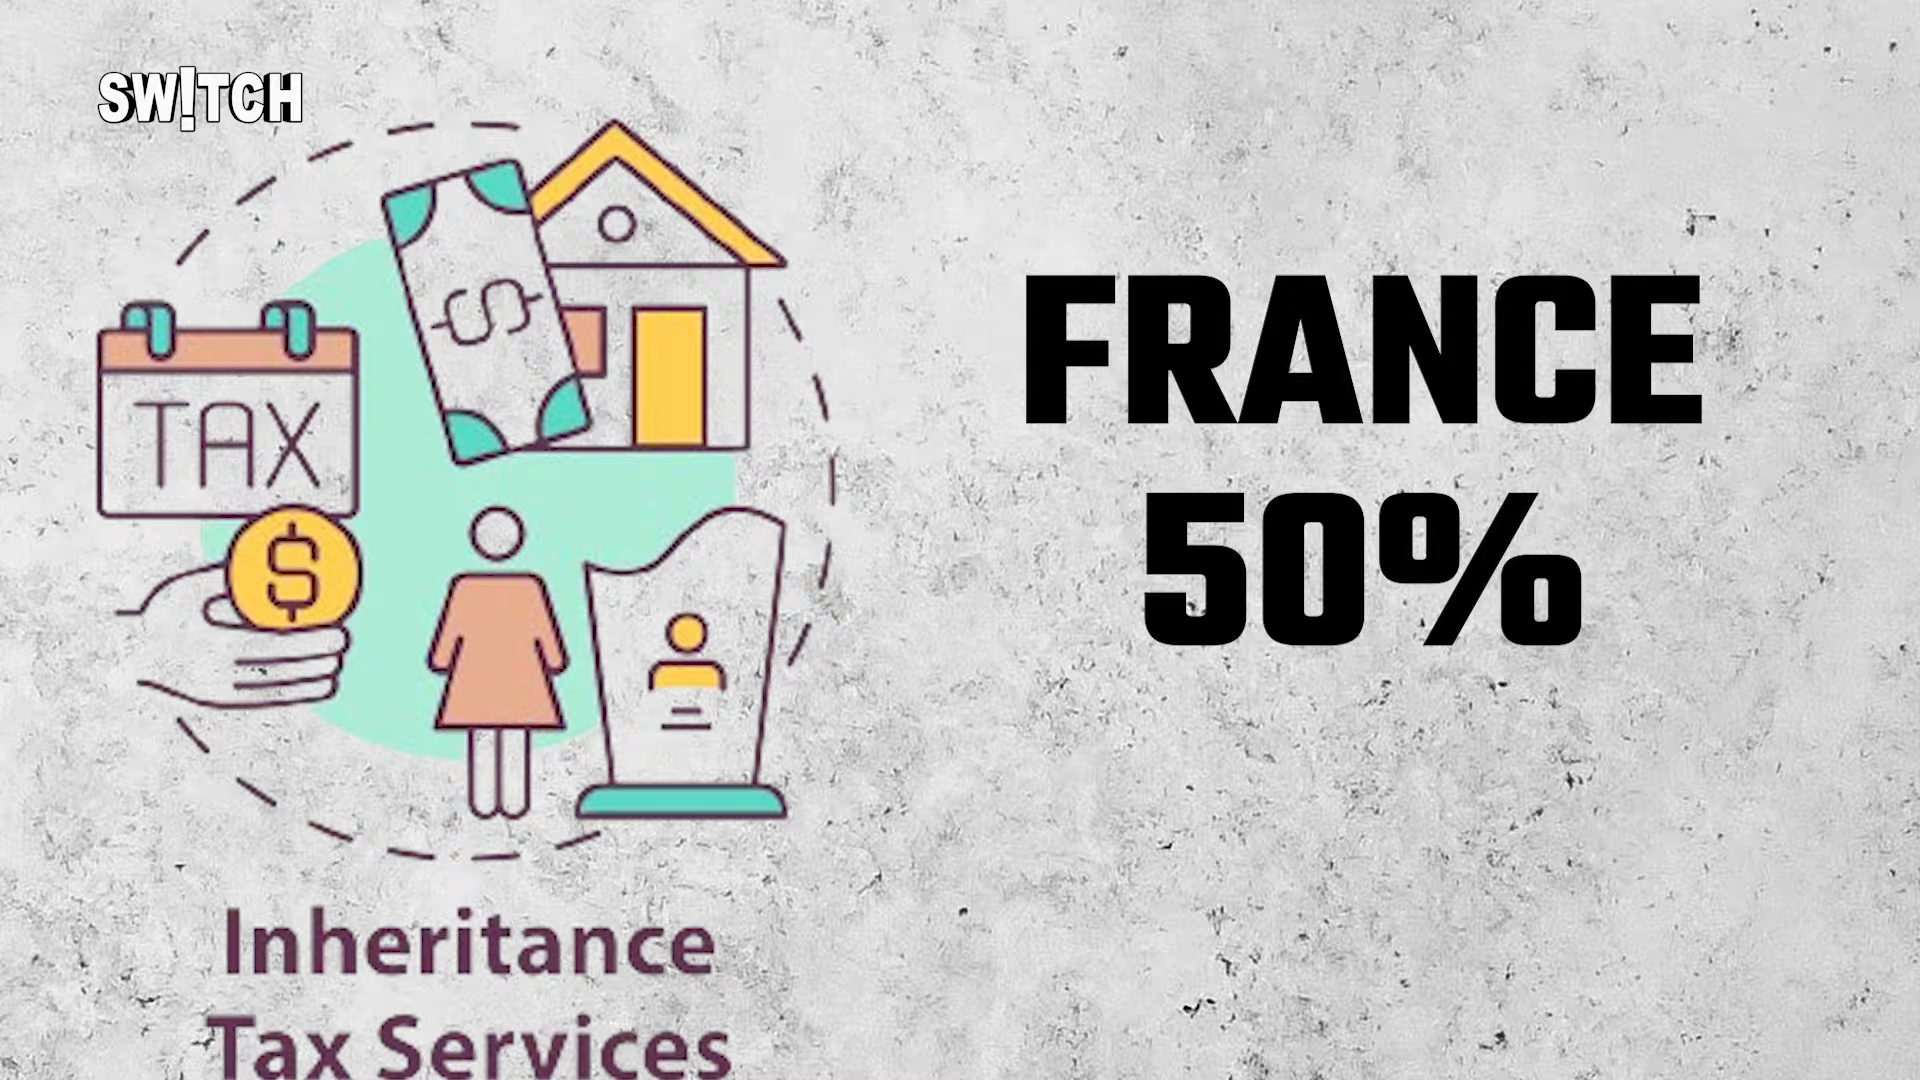 SW!TCH
TAX
$
$
FRANCE
50%
Inheritance
Tax Services